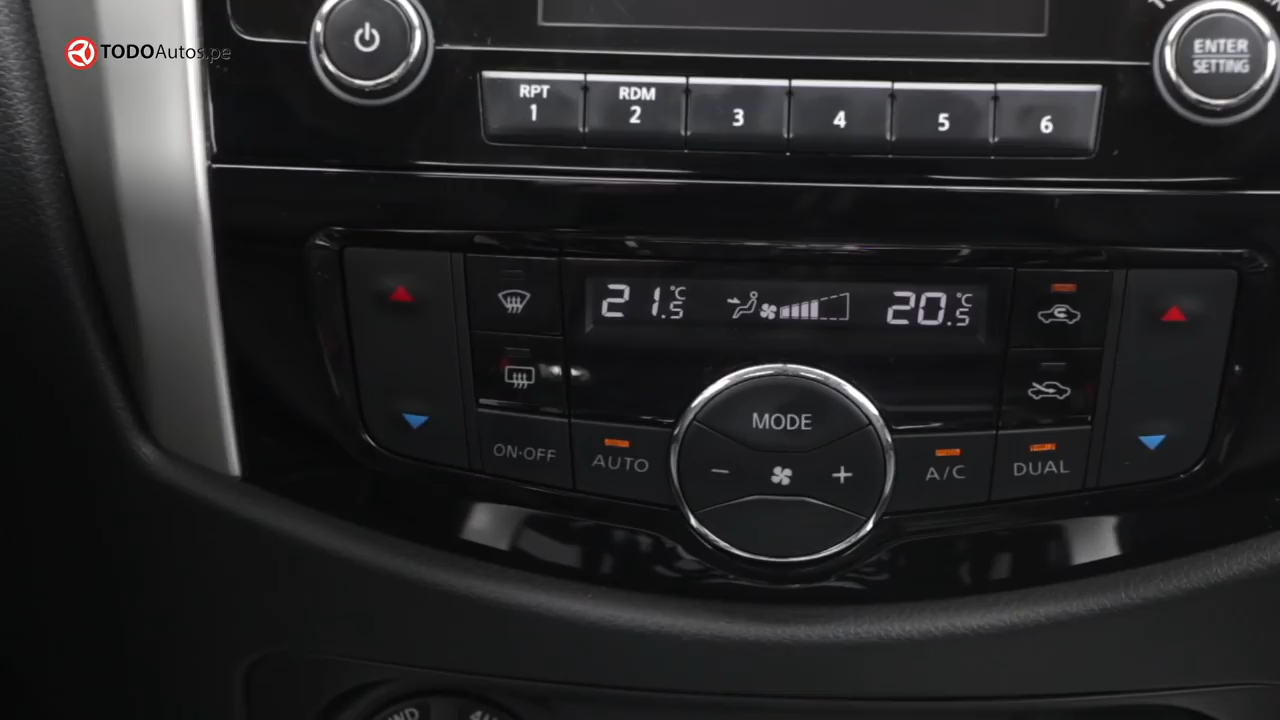 TODOAutos.pe
ENTER
SETTING
RPT
1
RDM
2
3
4
5
6
21.5°C
20.5°C
MODE
ON·OFF
AUTO
- +
A/C
DUAL